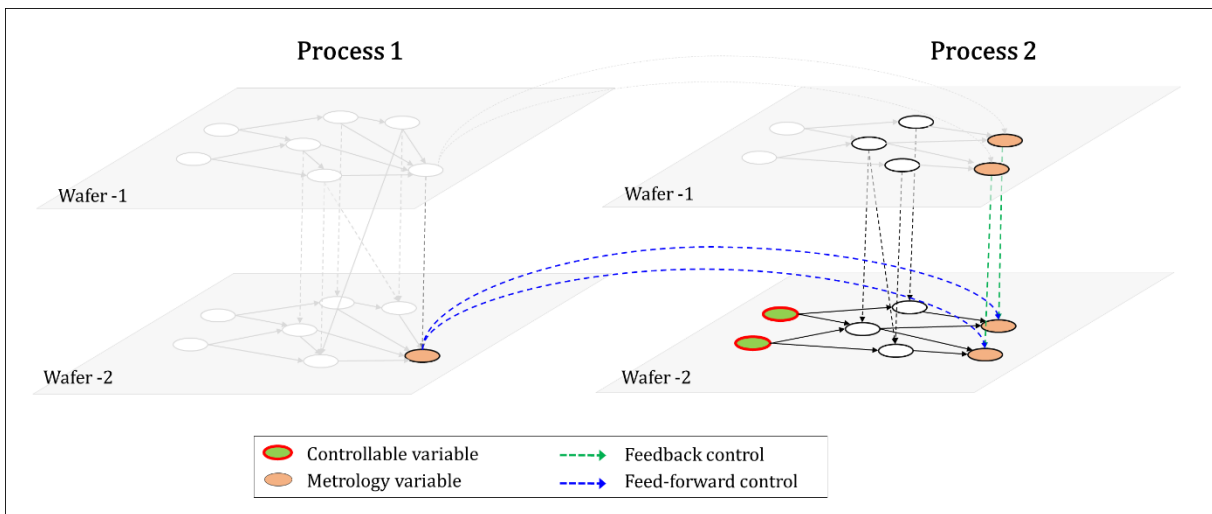 Process 1
Process 2
Wafer -1
Wafer -1
Wafer -2
Wafer -2
Controllable variable
Feedback control
Metrology variable
Feed-forward control